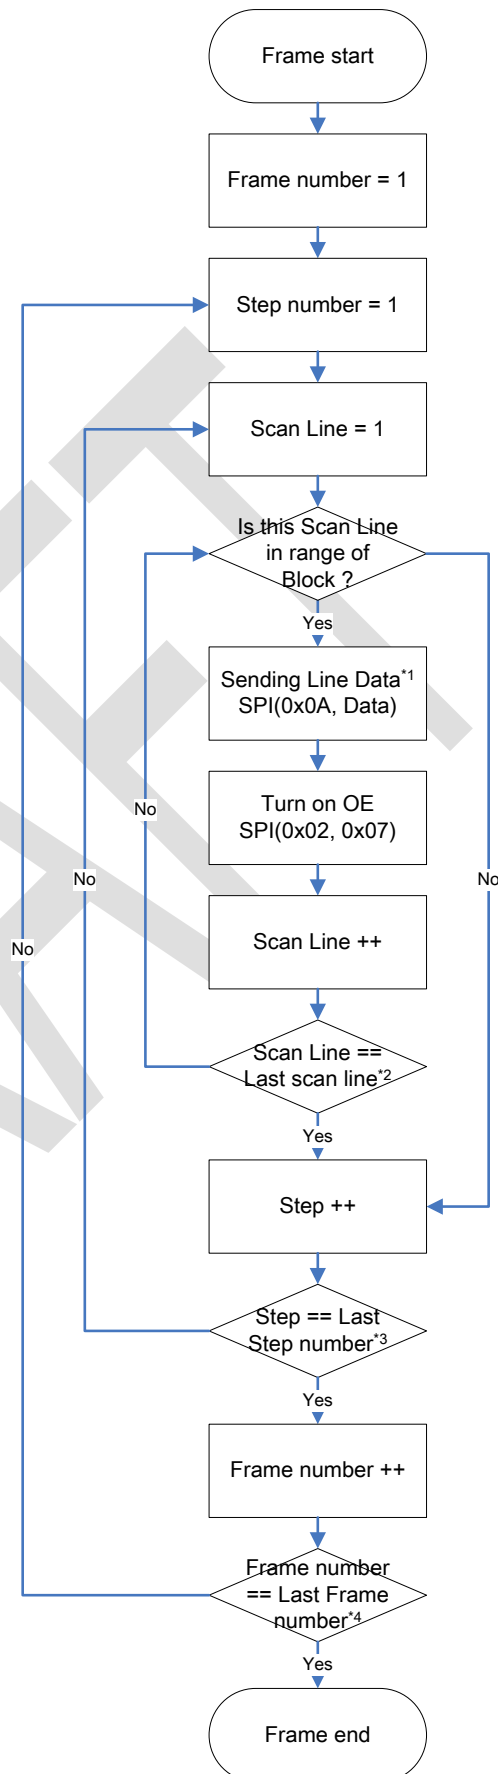 Frame start
Frame number = 1
Step number = 1
Scan Line = 1
Is this Scan Line
in range of
Block ?
Yes
Sending Line Data*1
SPI(0x0A, Data)
Turn on OE
SPI(0x02, 0x07)
No
No
No
No
Scan Line ++
Scan Line ==
Last scan line*2
Yes
Step ++
Step == Last
Step number*3
Yes
Frame number ++
Frame number
== Last Frame
number*4
Yes
Frame end